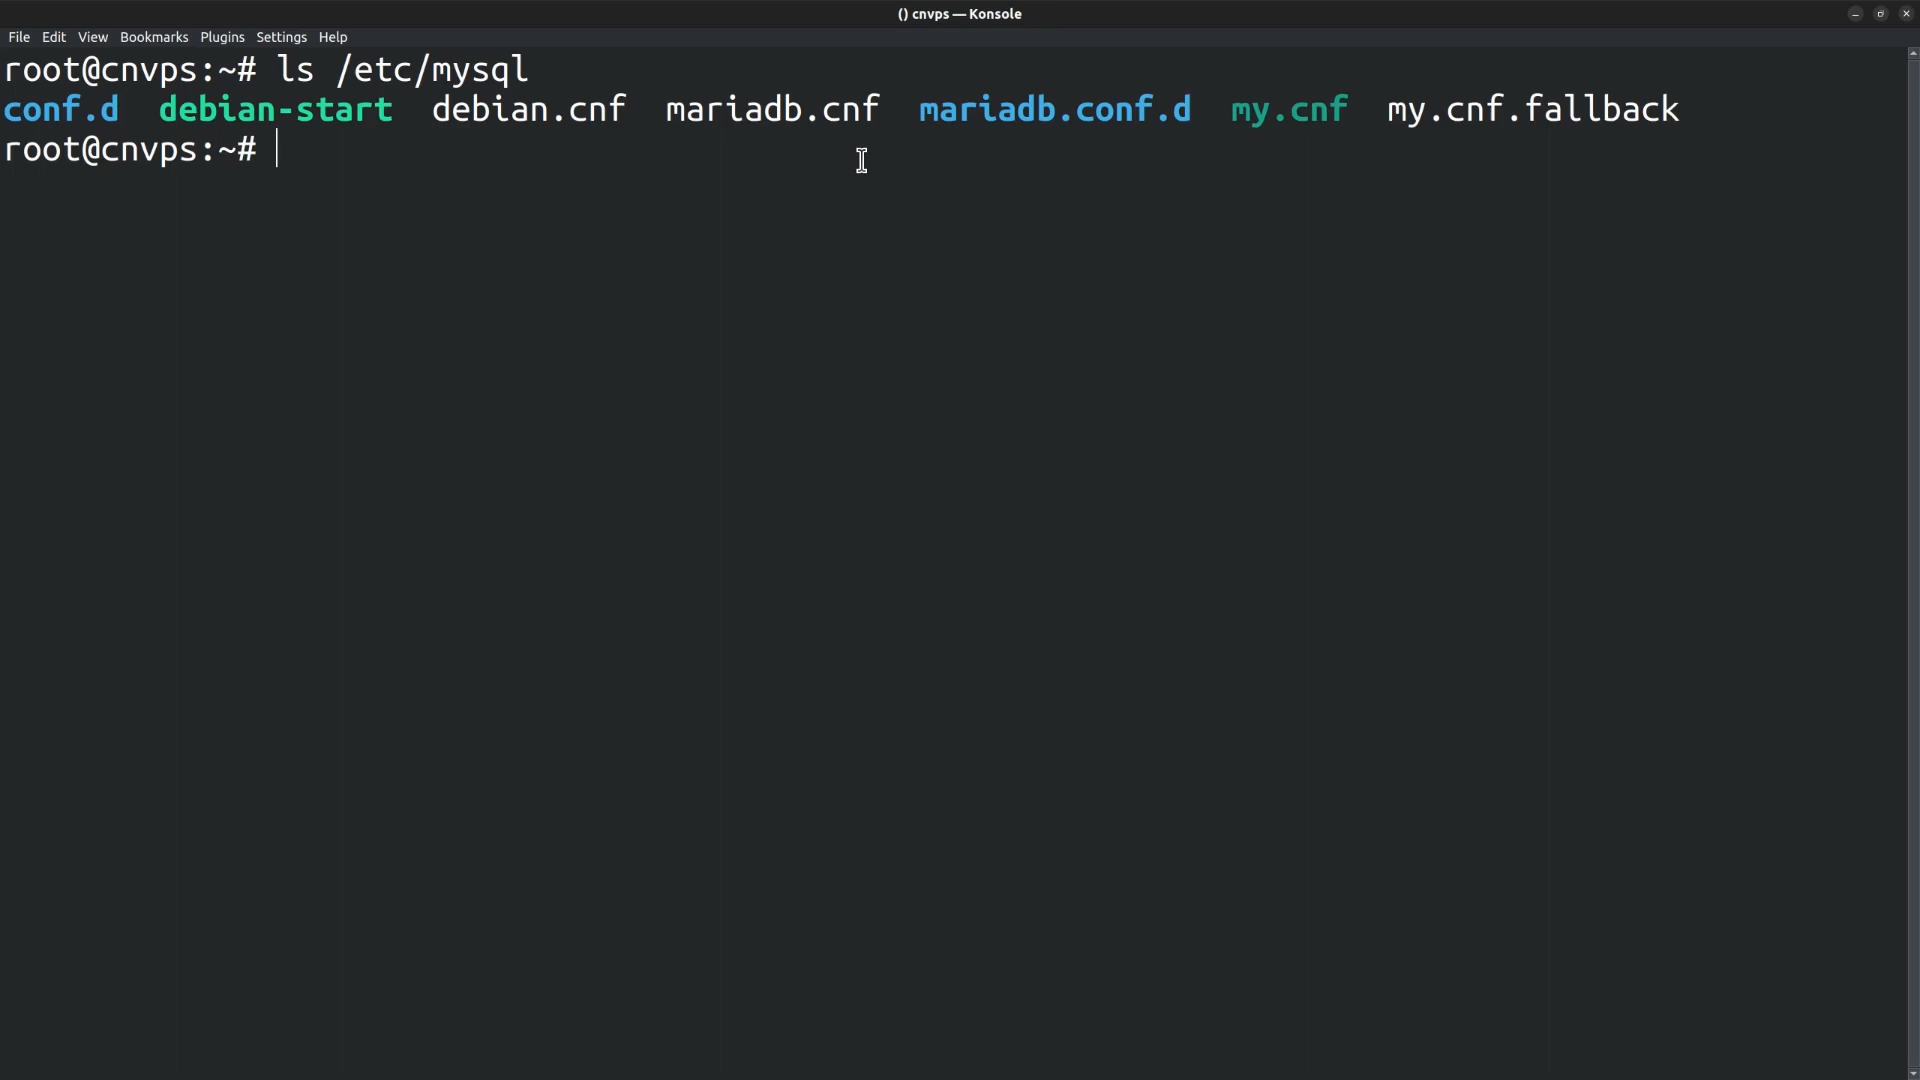 () cnvps — Konsole
File Edit View Bookmarks Plugins Settings Help
root@cnvps:~# ls /etc/mysql
conf.d debian-start debian.cnf mariadb.cnf mariadb.conf.d my.cnf my.cnf.fallback
root@cnvps:~#